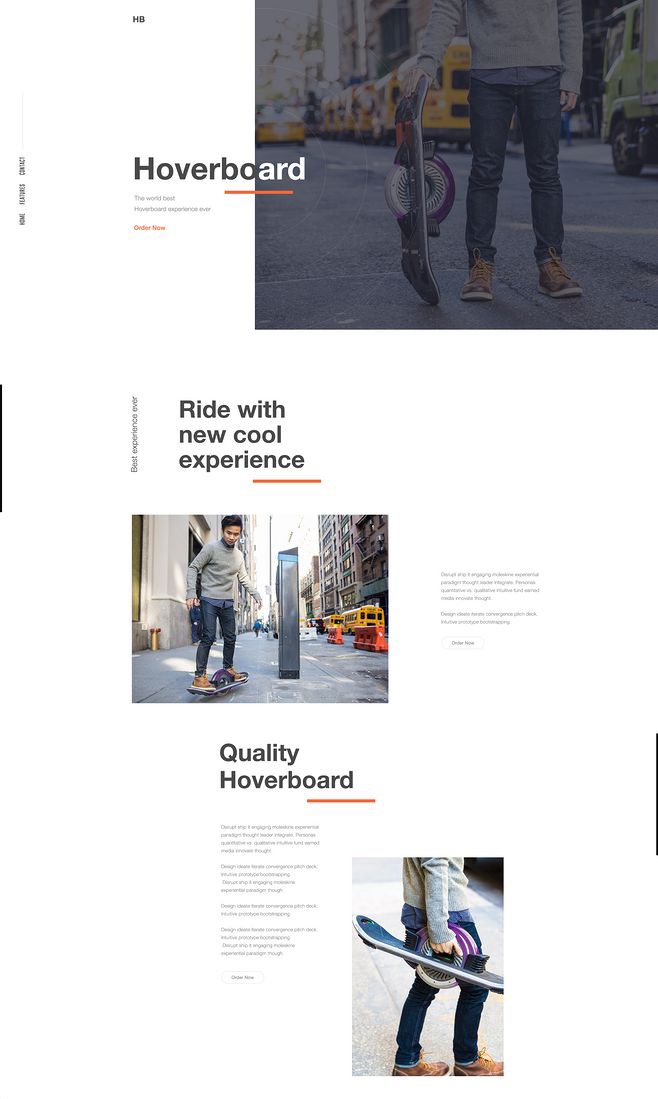 HB
CONTACT
FEATURES
HOME
Hoverboard
The world best
Hoverboard experience ever
Order Now
Best experience ever
Ride with
new cool
experience
Disrupt ship it engaging moleskine experiential
paradigm thought leader integrate. Personas
quantitative vs. qualitative intuitive fund earned
media innovate thought.
Design ideate iterate convergence pitch deck.
Intuitive prototype bootstrapping.
Order Now
Quality
Hoverboard
Disrupt ship it engaging moleskine experiential
paradigm thought leader integrate. Personas
quantitative vs. qualitative intuitive fund earned
media innovate thought.
Design ideate iterate convergence pitch deck.
Intuitive prototype bootstrapping.
Disrupt ship it engaging moleskine
experiential paradigm though
Design ideate iterate convergence pitch deck.
Intuitive prototype bootstrapping.
Design ideate iterate convergence pitch deck.
Intuitive prototype bootstrapping.
Disrupt ship it engaging moleskine
experiential paradigm though
Order Now